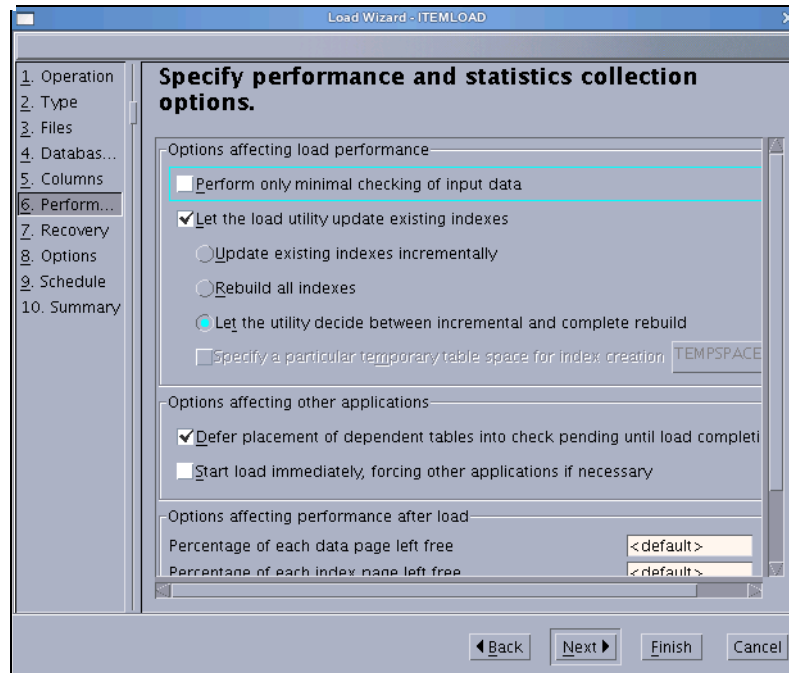 Load Wizard - ITEMLOAD
1. Operation
2. Type
3. Files
4. Databas...
5. Columns
6. Perform...
7. Recovery
8. Options
9. Schedule
10. Summary
Specify performance and statistics collection
options.
Options affecting load performance
Perform only minimal checking of input data
Let the load utility update existing indexes
Update existing indexes incrementally
Rebuild all indexes
Let the utility decide between incremental and complete rebuild
Specify a particular temporary table space for index creation TEMPSPACE
Options affecting other applications
Defer placement of dependent tables into check pending until load completi
Start load immediately, forcing other applications if necessary
Options affecting performance after load
Percentage of each data page left free <default>
Percentage of each index page left free <default>
Back Next Finish Cancel